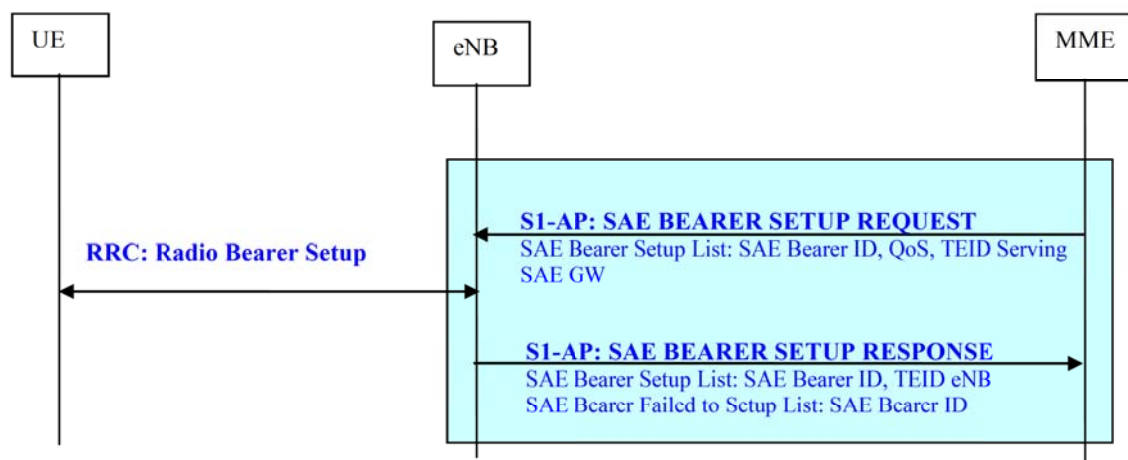 UE
eNB
MME
S1-AP: SAE BEARER SETUP REQUEST
SAE Bearer Setup List: SAE Bearer ID, QoS, TEID Serving
SAE GW
RRC: Radio Bearer Setup
S1-AP: SAE BEARER SETUP RESPONSE
SAE Bearer Setup List: SAE Bearer ID, TEID eNB
SAE Bearer Failed to Setup List: SAE Bearer ID